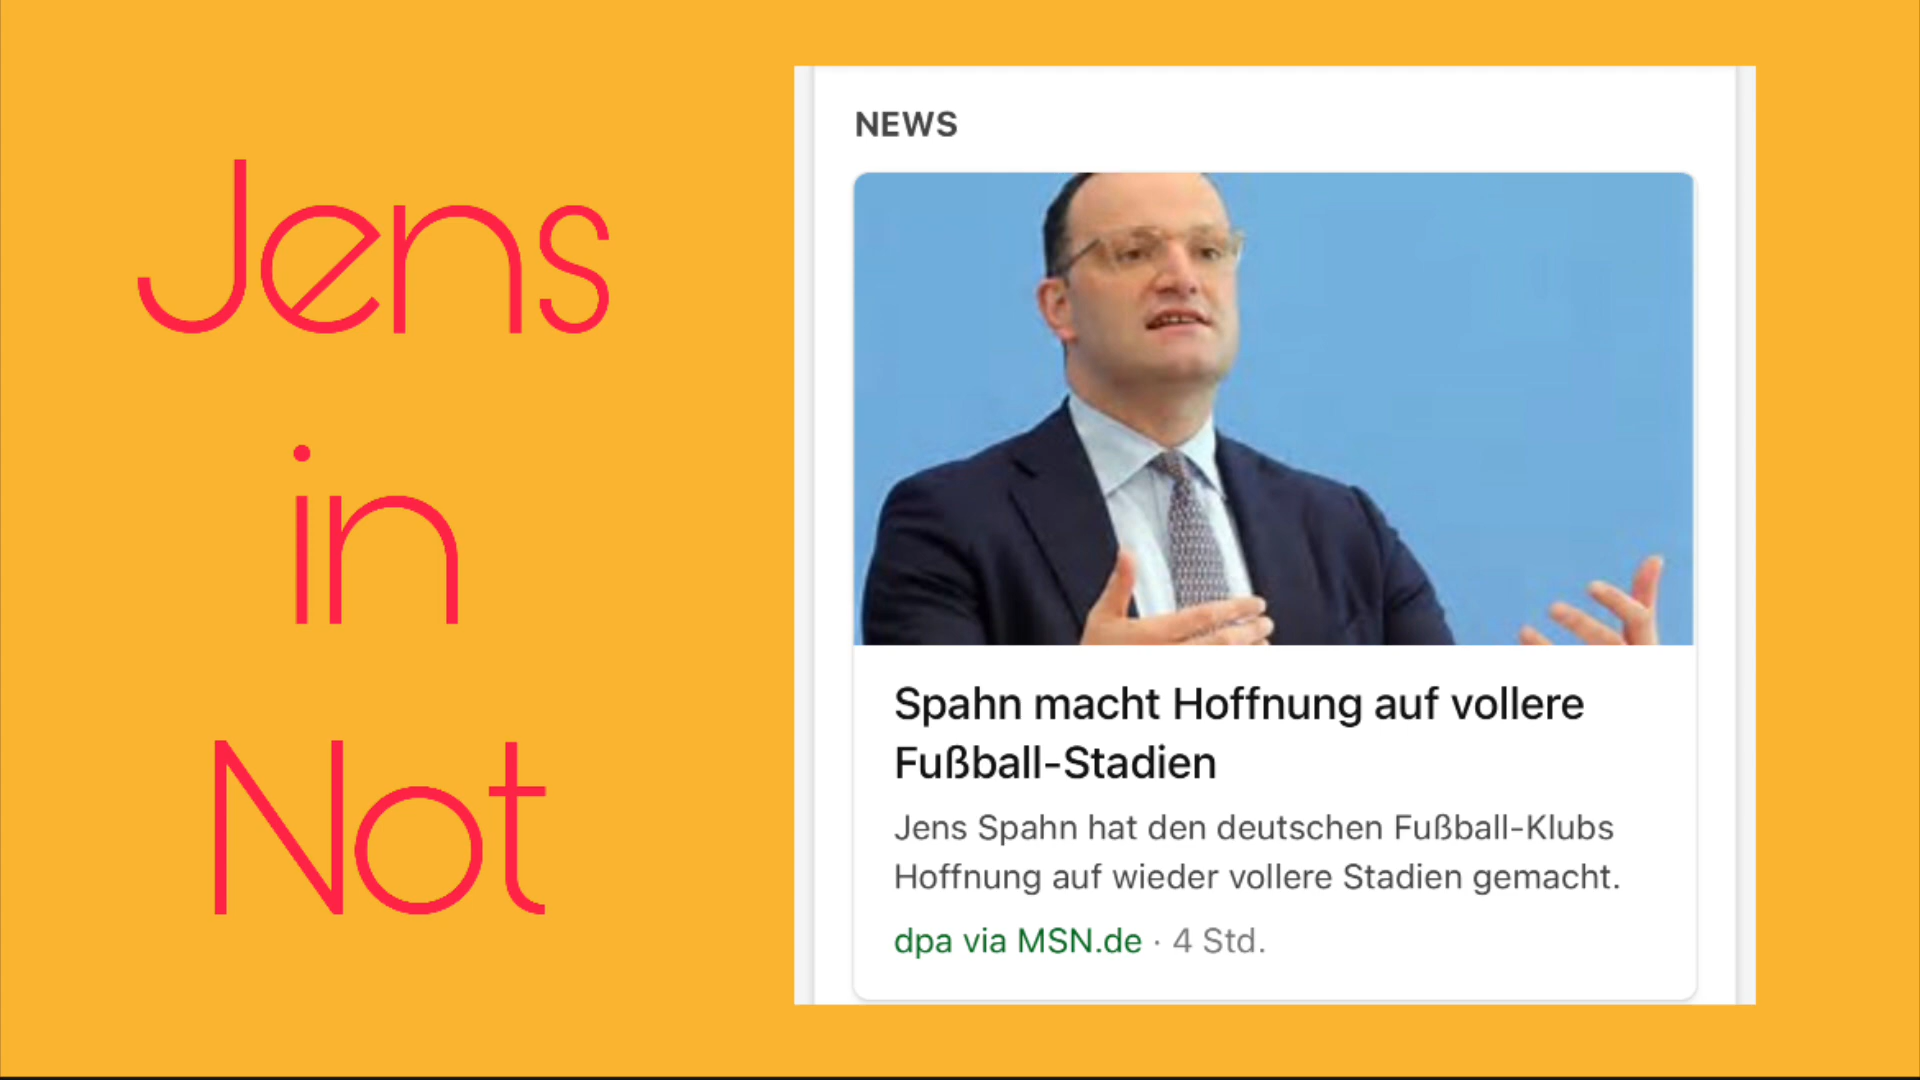 Jens
in
Not
NEWS
Spahn macht Hoffnung auf vollere
Fußball-Stadien
Jens Spahn hat den deutschen Fußball-Klubs
Hoffnung auf wieder vollere Stadien gemacht.
dpa via MSN.de · 4 Std.